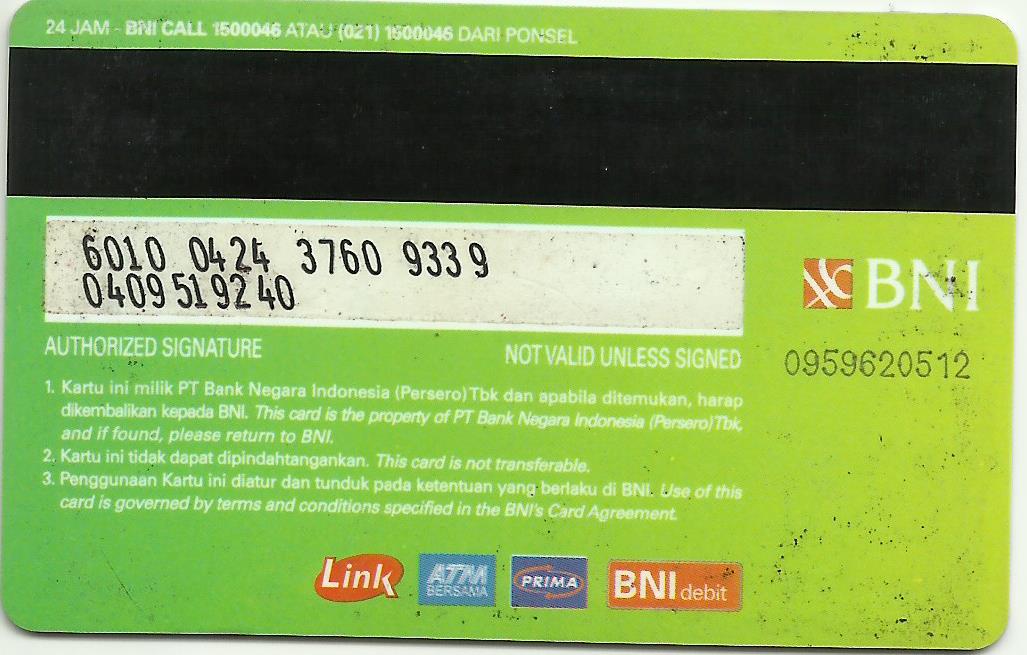 24 JAM - BNI CALL 1500046 ATAU (021) 1500046 DARI PONSEL
6010 0424 3760 9339
0409519240
BNI
AUTHORIZED SIGNATURE
NOT VALID UNLESS SIGNED
0959620512
1. Kartu ini milik PT Bank Negara Indonesia (Persero) Tbk dan apabila ditemukan, harap
dikembalikan kepada BNI. This card is the property of PT Bank Negara Indonesia (Persero) Tbk,
and if found, please return to BNI.
2. Kartu ini tidak dapat dipindahtangankan. This card is not transferable.
3. Penggunaan Kartu ini diatur dan tunduk pada ketentuan yang berlaku di BNI. Use of this
card is governed by terms and conditions specified in the BNI's Card Agreement.
Link
ATM
BERSAMA
PRIMA
BNI debit